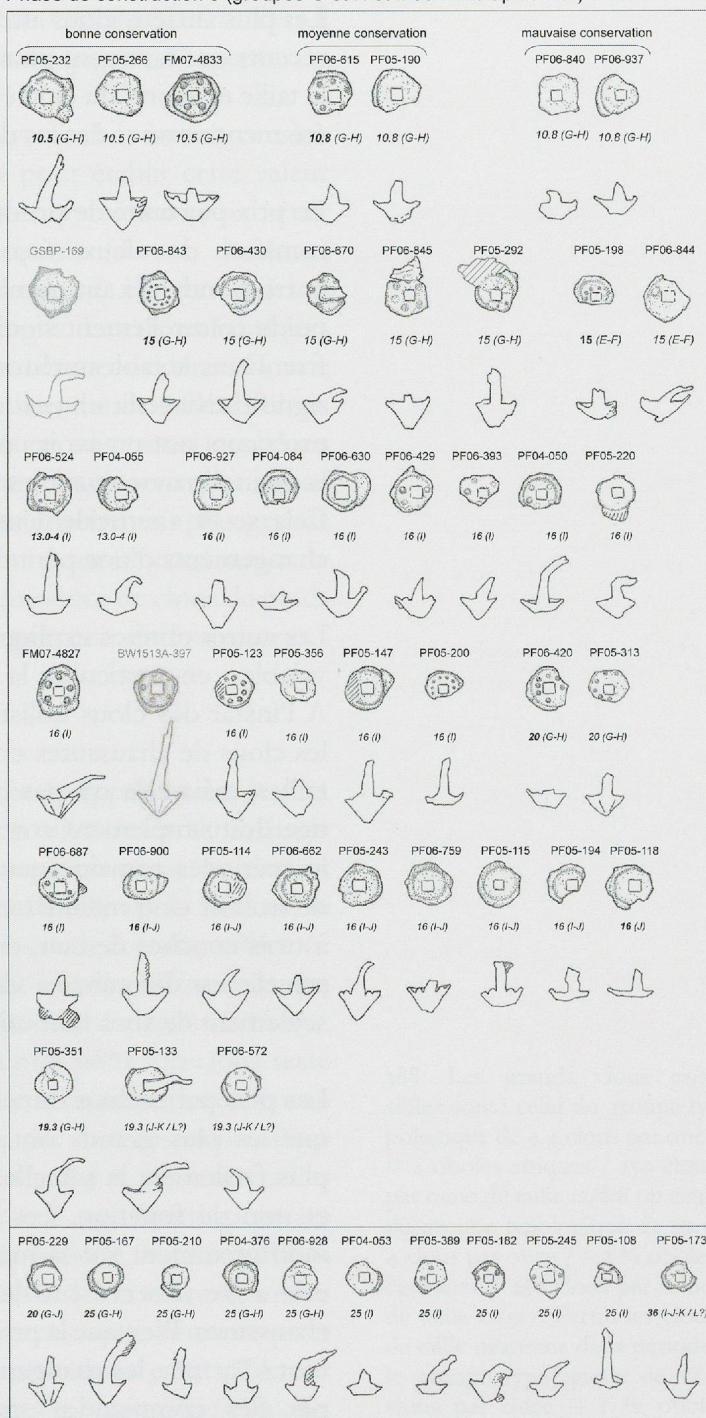 bonne conservation moyenne conservation mauvaise conservation
PF05-232 PF05-266 FM07-4833 PF06-615 PF05-190 PF06-840 PF06-937
10.5 (G-H) 10.5 (G-H) 10.5 (G-H) 10.8 (G-H) 10.8 (G-H) 10.8 (G-H) 10.8 (G-H)
GSBP-169 PF06-843 PF06-430 PF06-670 PF06-845 PF05-292 PF05-198 PF06-844
15 (G-H) 15 (G-H) 15 (G-H) 15 (G-H) 15 (G-H) 15 (E-F) 15 (E-F)
PF06-524 PF04-055 PF06-927 PF04-084 PF06-630 PF06-429 PF06-393 PF04-050 PF05-220
13.0-4 (I) 13.0-4 (I) 16 (I) 16 (I) 16 (I) 16 (I) 16 (I) 16 (I) 16 (I)
FM07-4827 BW1513A-397 PF05-123 PF05-356 PF05-147 PF05-200 PF06-420 PF05-313
16 (I) 16 (I) 16 (I) 16 (I) 16 (I) 20 (G-H) 20 (G-H)
PF06-687 PF06-900 PF05-114 PF06-662 PF05-243 PF06-759 PF05-115 PF05-194 PF05-118
16 (I) 16 (I-J) 16 (I-J) 16 (I-J) 16 (I-J) 16 (I-J) 16 (I-J) 16 (I-J) 16 (J)
PF05-351 PF05-133 PF06-572
19.3 (G-H) 19.3 (J-K / L?) 19.3 (J-K / L?)
PF05-229 PF05-167 PF05-210 PF04-376 PF06-928 PF04-053 PF05-389 PF05-182 PF05-245 PF05-108 PF05-173
20 (G-J) 25 (G-H) 25 (G-H) 25 (G-H) 25 (G-H) 25 (I) 25 (I) 25 (I) 25 (I) 25 (I) 36 (I-J-K / L?)